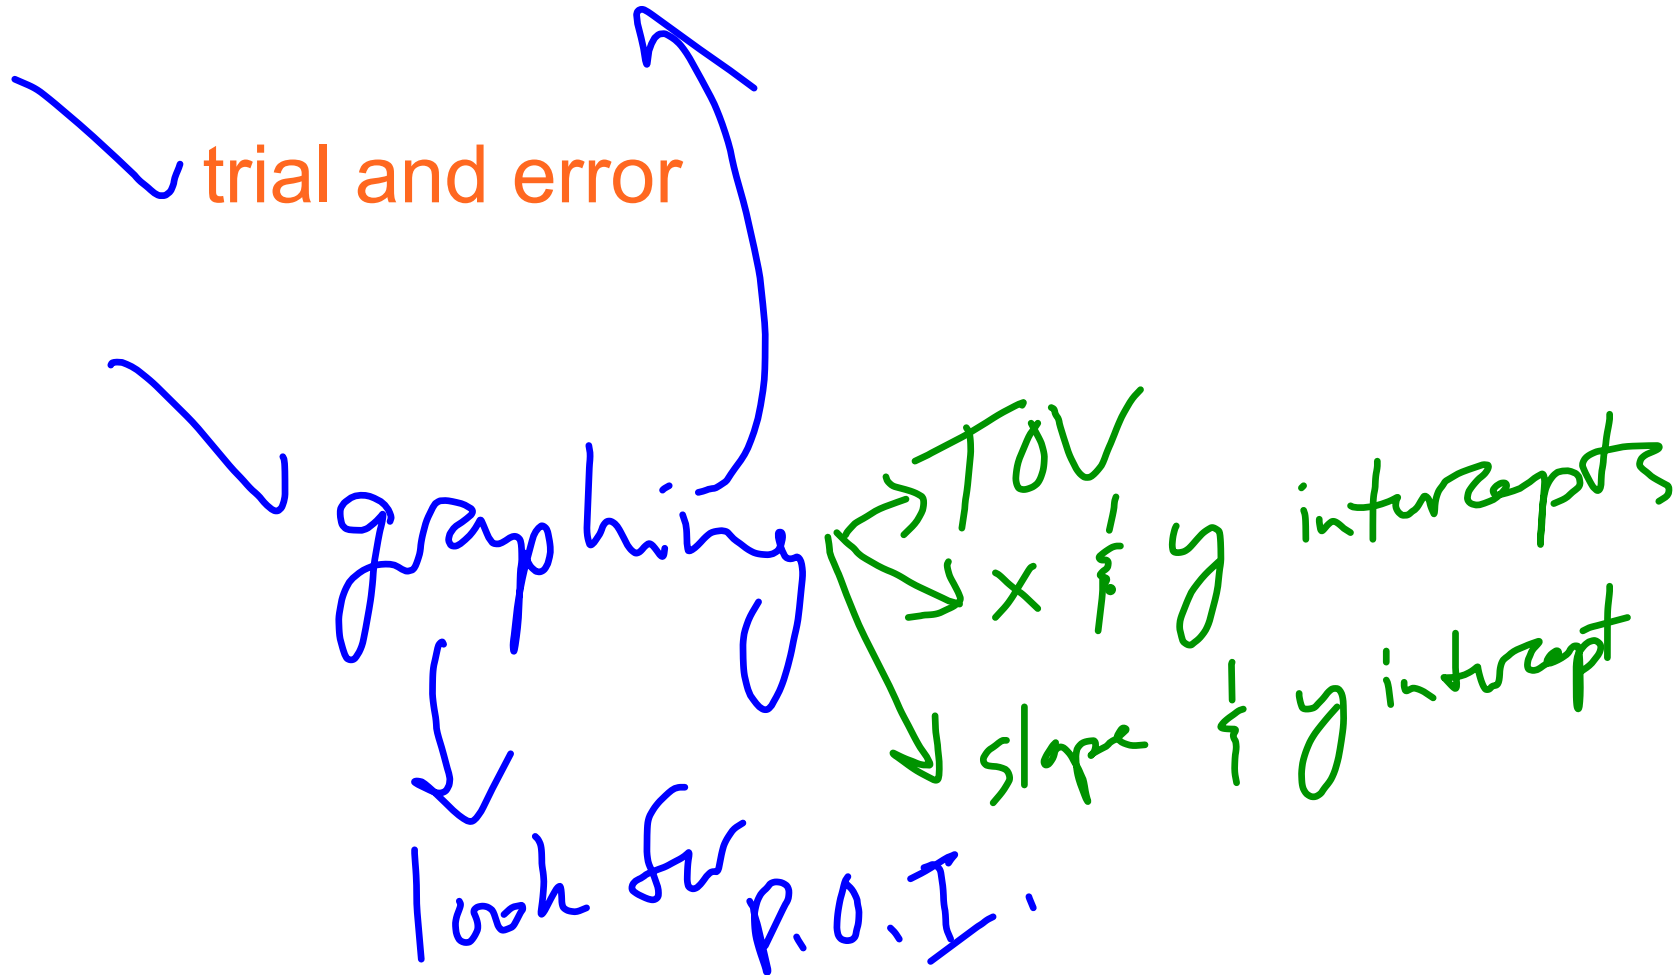 trial and error
graphing
TOV
x & y intercepts
slope & y intercept
look for P.O.I.